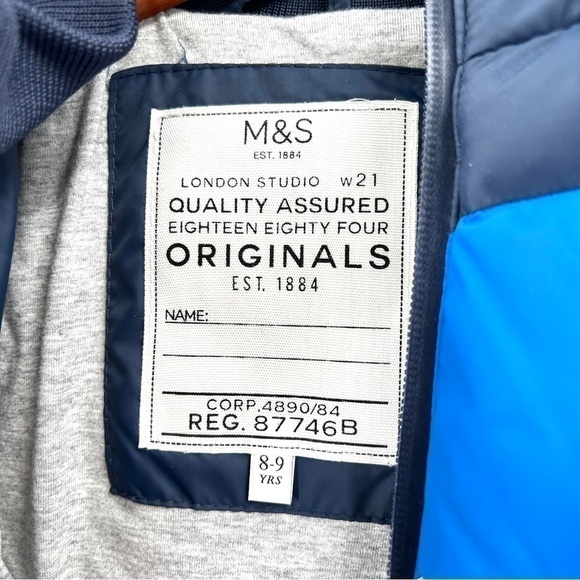 M&S
EST. 1884
LONDON STUDIO W21
QUALITY ASSURED
EIGHTEEN EIGHTY FOUR
ORIGINALS
EST. 1884
NAME:
CORP.4890/84
REG. 87746B
8-9
YRS